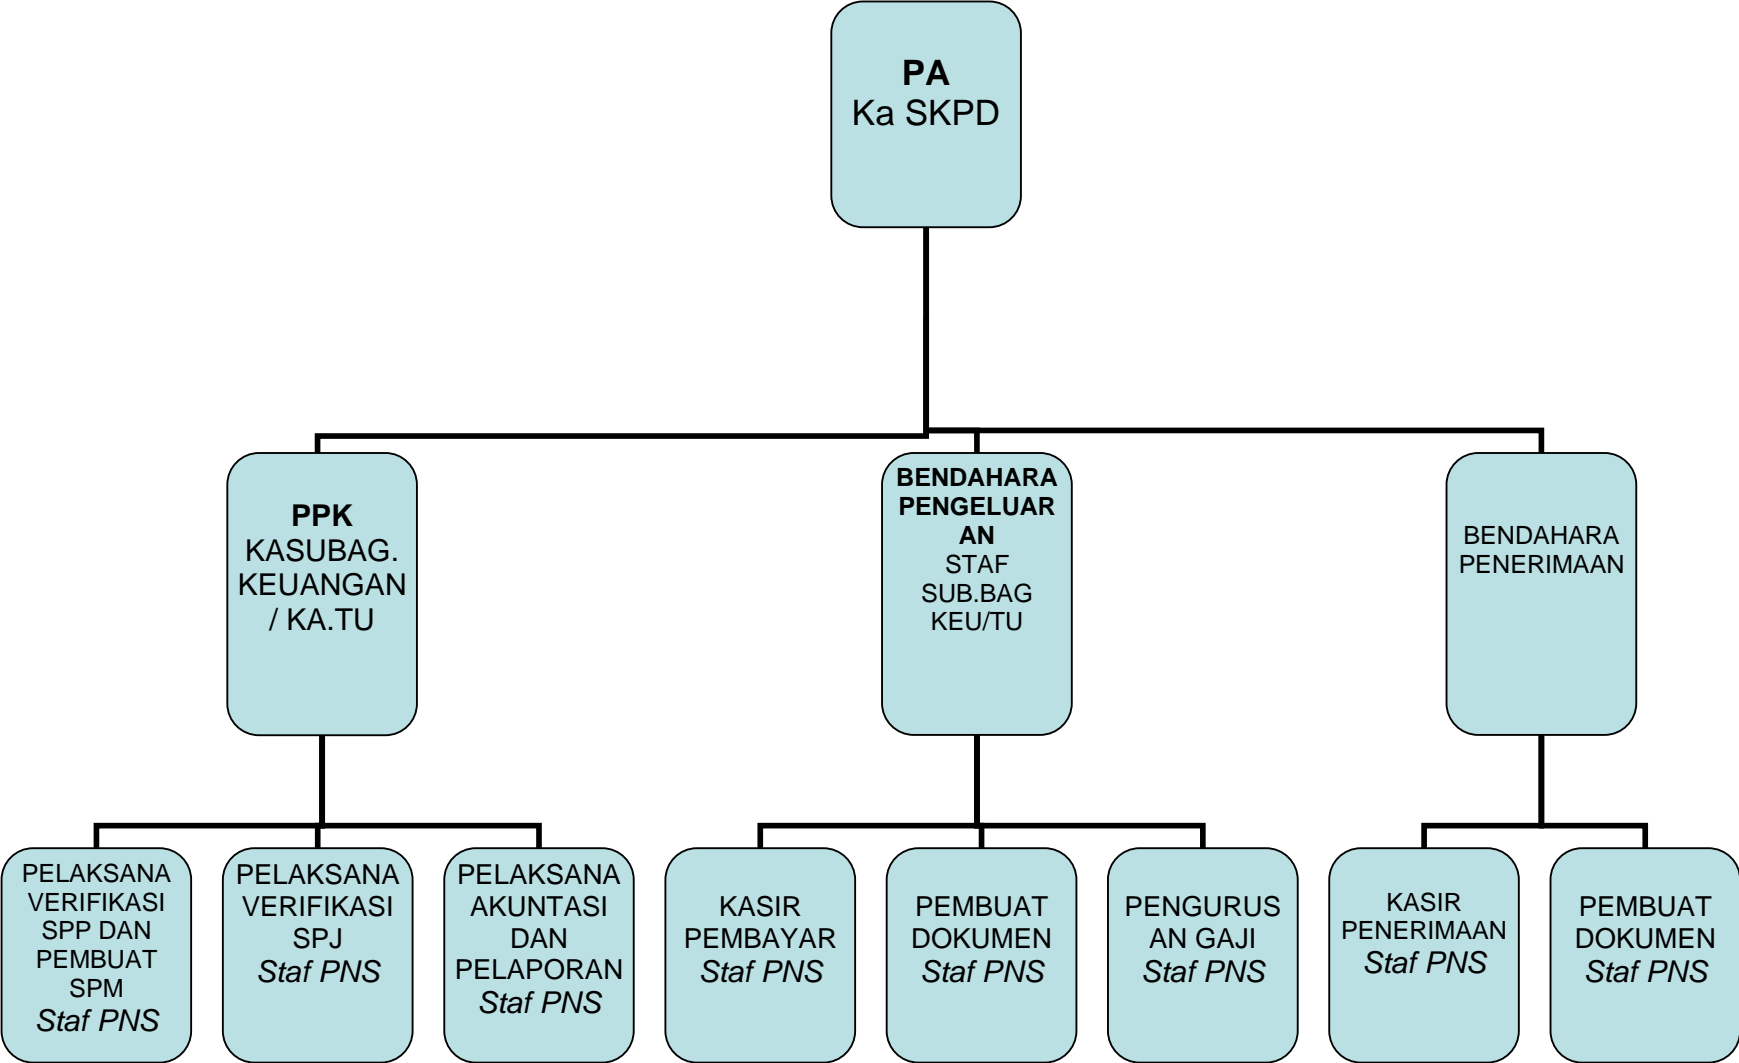 PA
Ka SKPD
PPK
KASUBAG.
KEUANGAN
/ KA.TU
BENDAHARA
PENGELUAR
AN
STAF
SUB.BAG
KEU/TU
BENDAHARA
PENERIMAAN
PELAKSANA
VERIFIKASI
SPP DAN
PEMBUAT
SPM
Staf PNS
PELAKSANA
VERIFIKASI
SPJ
Staf PNS
PELAKSANA
AKUNTASI
DAN
PELAPORAN
Staf PNS
KASIR
PEMBAYAR
Staf PNS
PEMBUAT
DOKUMEN
Staf PNS
PENGURUS
AN GAJI
Staf PNS
KASIR
PENERIMAAN
Staf PNS
PEMBUAT
DOKUMEN
Staf PNS